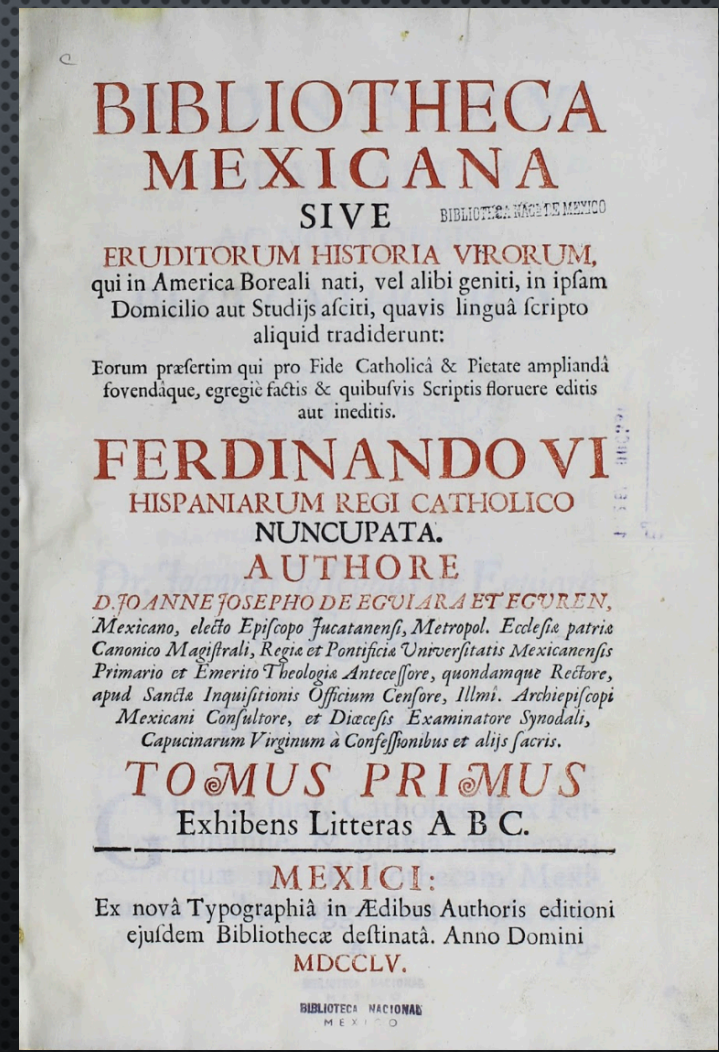 BIBLIOTHECA
MEXICANA
SIVE
BIBLIOTECA NACL DE MEXICO
ERUDITORUM HISTORIA VIRORUM,
qui in America Boreali nati, vel alibi geniti, in ipſam
Domicilio aut Studijs aſciti, quavis linguâ ſcripto
aliquid tradiderunt:
Eorum præſertim qui pro Fide Catholicâ & Pietate ampliandâ
fovendâque, egregiè factis & quibuſvis Scriptis floruere editis
aut ineditis.
FERDINANDO VI
HISPANIARUM REGI CATHOLICO
NUNCUPATA.
AUTHORE
D. JOANNE JOSEPHO DE EGUIARA ET EGUREN,
Mexicano, electo Epiſcopo Jucatanenſi, Metropol. Eccleſiæ patriæ
Canonico Magiſtrali, Regiæ et Pontificiæ Univerſitatis Mexicanenſis
Primario et Emerito Theologiæ Anteceſſore, quondamque Rectore,
apud Sanctæ Inquiſitionis Officium Cenſore, Illmî. Archiepiſcopi
Mexicani Conſultore, et Diœceſis Examinatore Synodali,
Capucinarum Virginum à Confeſſionibus et alijs ſacris.
TOMUS PRIMUS
Exhibens Litteras A B C.
MEXICI:
Ex novâ Typographiâ in Ædibus Authoris editioni
ejuſdem Bibliothecæ deſtinatâ. Anno Domini
MDCCLV.
BIBLIOTECA NACIONAL
MEXICO